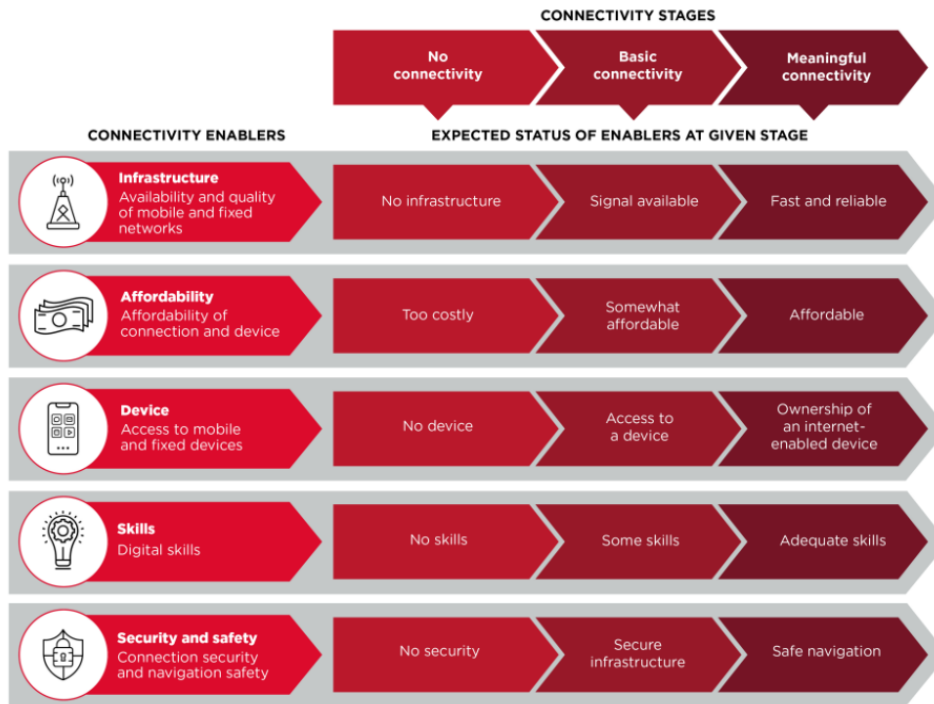 CONNECTIVITY STAGES
No
connectivity
Basic
connectivity
Meaningful
connectivity
CONNECTIVITY ENABLERS
EXPECTED STATUS OF ENABLERS AT GIVEN STAGE
Infrastructure
Availability and quality
of mobile and fixed
networks
No infrastructure
Signal available
Fast and reliable
Affordability
Affordability of
connection and device
Too costly
Somewhat
affordable
Affordable
Device
Access to mobile
and fixed devices
No device
Access to
a device
Ownership of
an internet-
enabled device
Skills
Digital skills
No skills
Some skills
Adequate skills
Security and safety
Connection security
and navigation safety
No security
Secure
infrastructure
Safe navigation